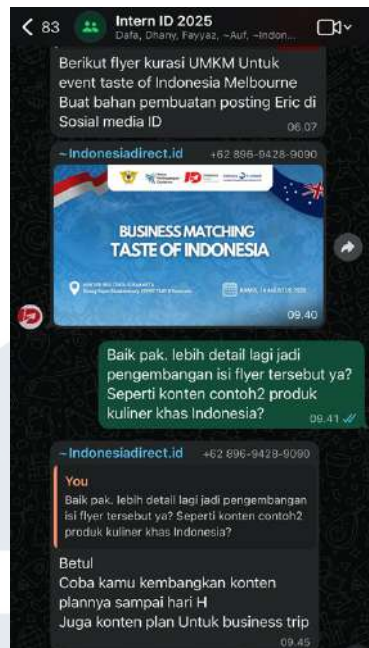 83
Intern ID 2025
Dafa, Dhany, Fayyaz, ~Auf, ~Indon...
Berikut flyer kurasi UMKM Untuk
event taste of Indonesia Melbourne
Buat bahan pembuatan posting Eric di
Sosial media ID
06.07
~Indonesiadirect.id +62 896-9428-9090
BUSINESS MATCHING
TASTE OF INDONESIA
09.40
Baik pak. lebih detail lagi jadi
pengembangan isi flyer tersebut ya?
Seperti konten contoh2 produk
kuliner khas Indonesia?
09.41
~Indonesiadirect.id +62 896-9428-9090
You
Baik pak. lebih detail lagi jadi pengembangan
isi flyer tersebut ya? Seperti konten contoh2
produk kuliner khas Indonesia?
Betul
Coba kamu kembangkan konten
plannya sampai hari H
Juga konten plan Untuk business trip
09.45